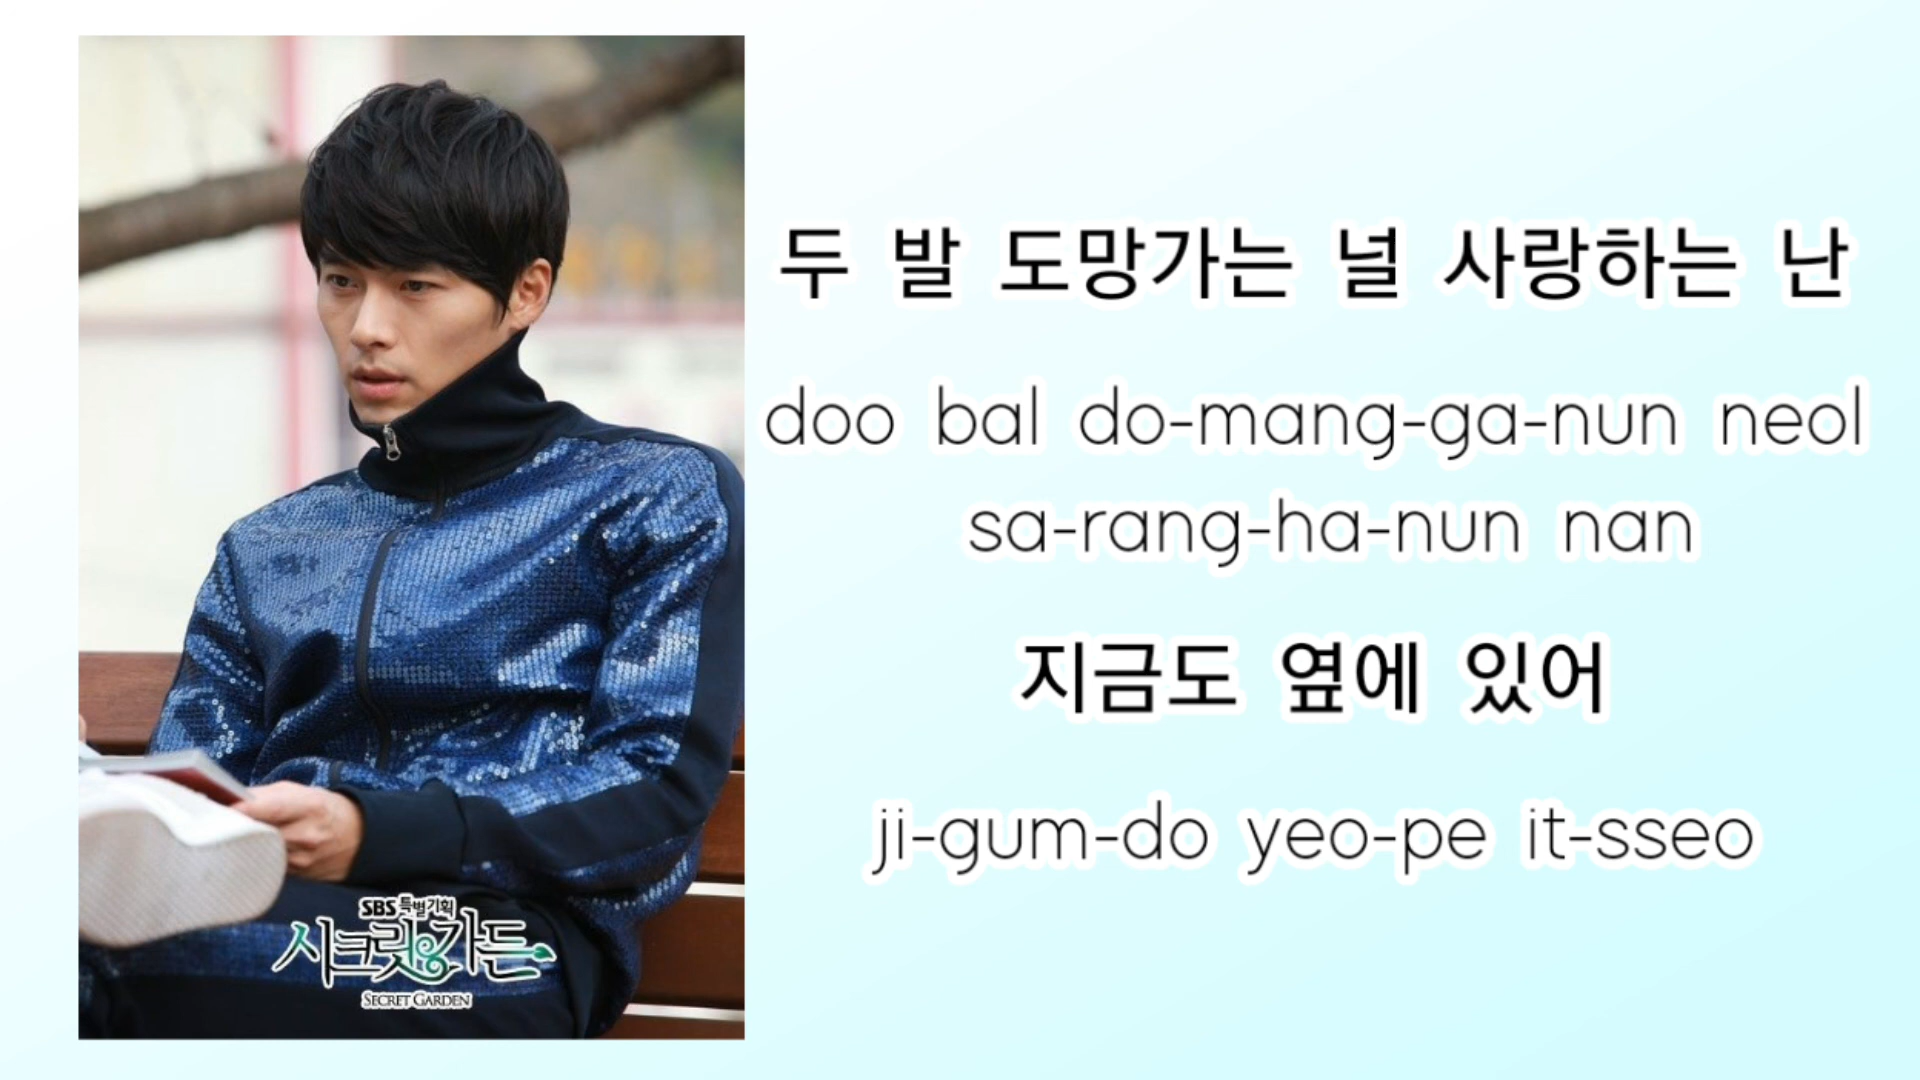 두 발 도망가는 널 사랑하는 난
doo bal do-mang-ga-nun neol
sa-rang-ha-nun nan
지금도 옆에 있어
ji-gum-do yeo-pe it-sseo
SBS 특별기획
시크릿가든
SECRET GARDEN